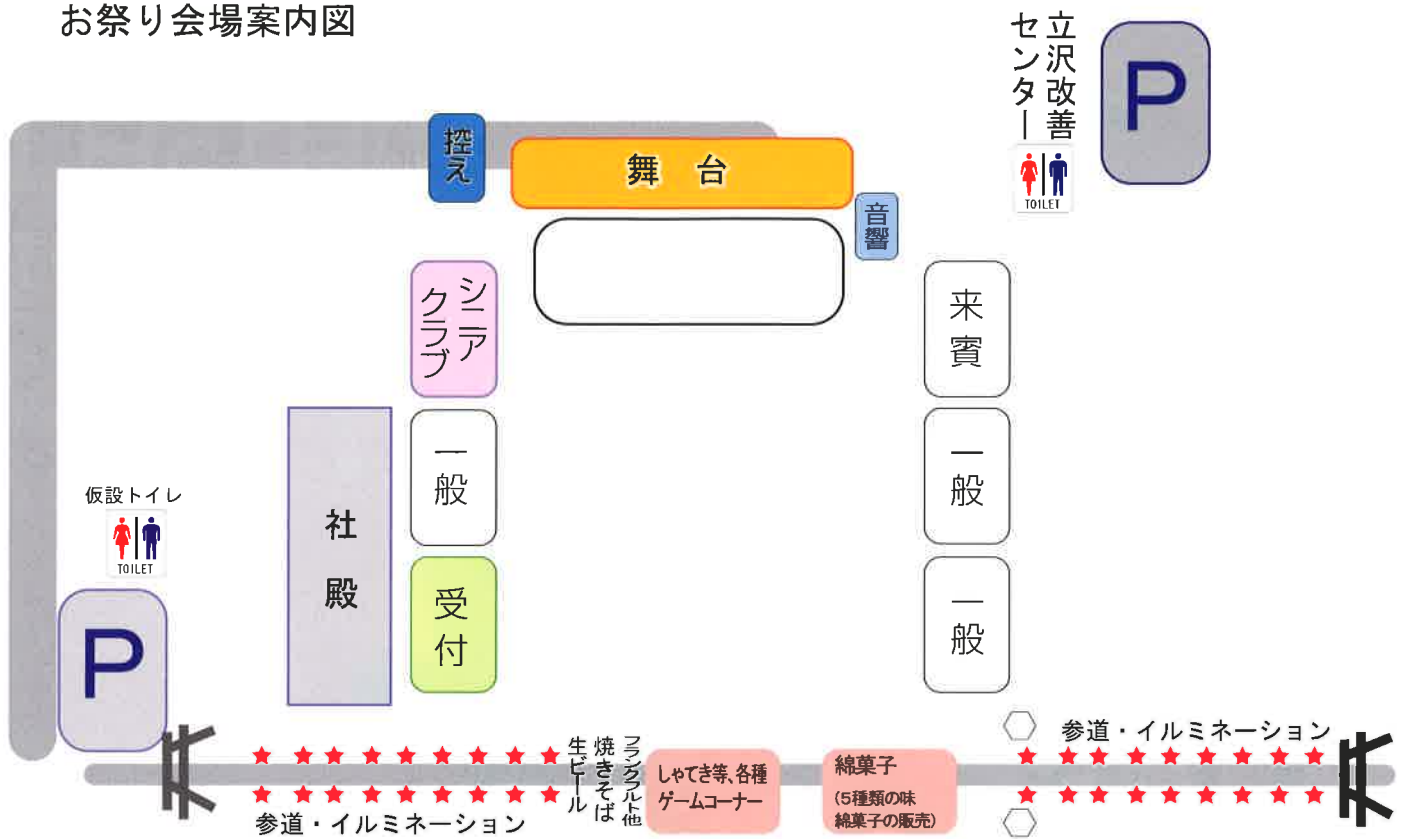 お祭り会場案内図
立沢改善
センター
P
TOILET
控え
舞台
音響
シニア
クラブ
来賓
一般
一般
仮設トイレ
TOILET
社殿
受付
一般
P
参道・イルミネーション
生ビール
焼きそば
フランクフルト他
しゃてき等、各種
ゲームコーナー
綿菓子
(5種類の味
綿菓子の販売)
参道・イルミネーション